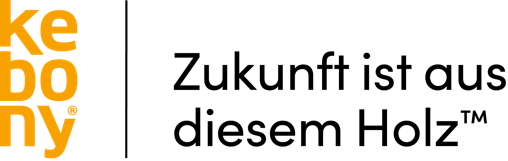 ke
bo
ny®
Zukunft ist aus
diesem Holz™